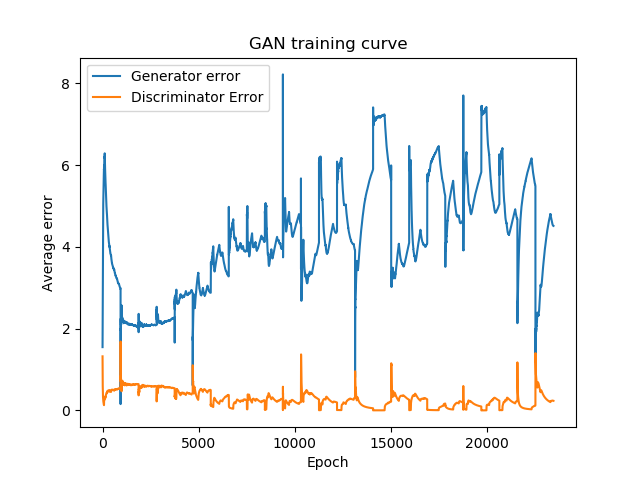 GAN training curve
Generator error
Discriminator Error
8
6
4
2
0
Average error
0 5000 10000 15000 20000
Epoch